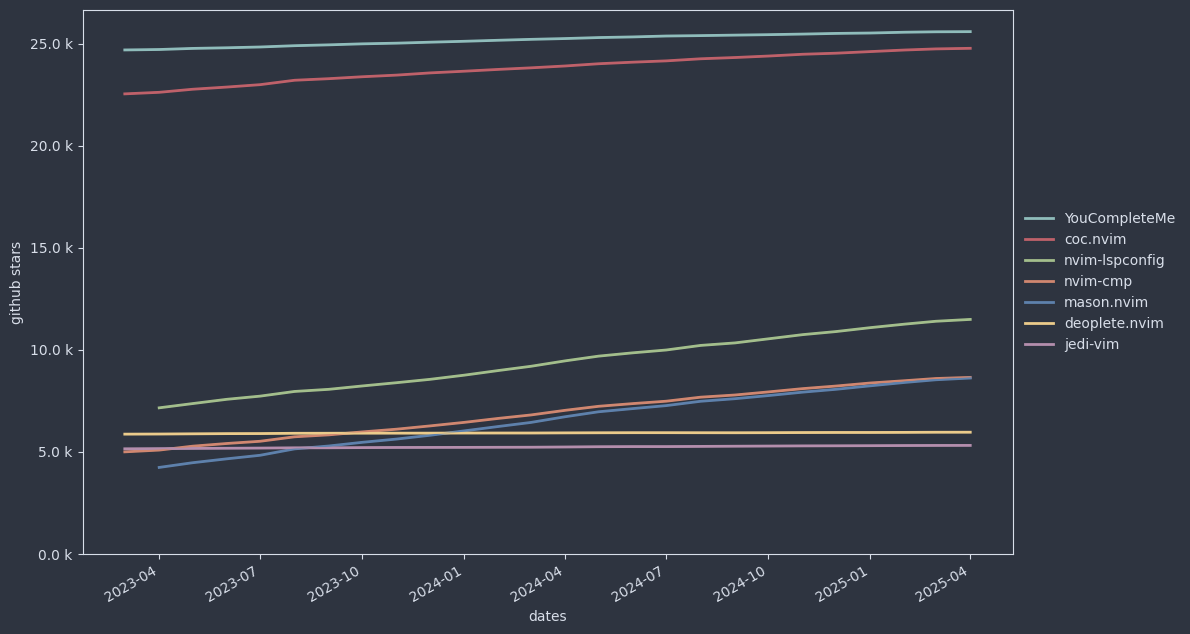 25.0 k
20.0 k
15.0 k
10.0 k
5.0 k
0.0 k
github stars
2023-04
2023-07
2023-10
2024-01
2024-04
2024-07
2024-10
2025-01
2025-04
dates
YouCompleteMe
coc.nvim
nvim-lspconfig
nvim-cmp
mason.nvim
deoplete.nvim
jedi-vim